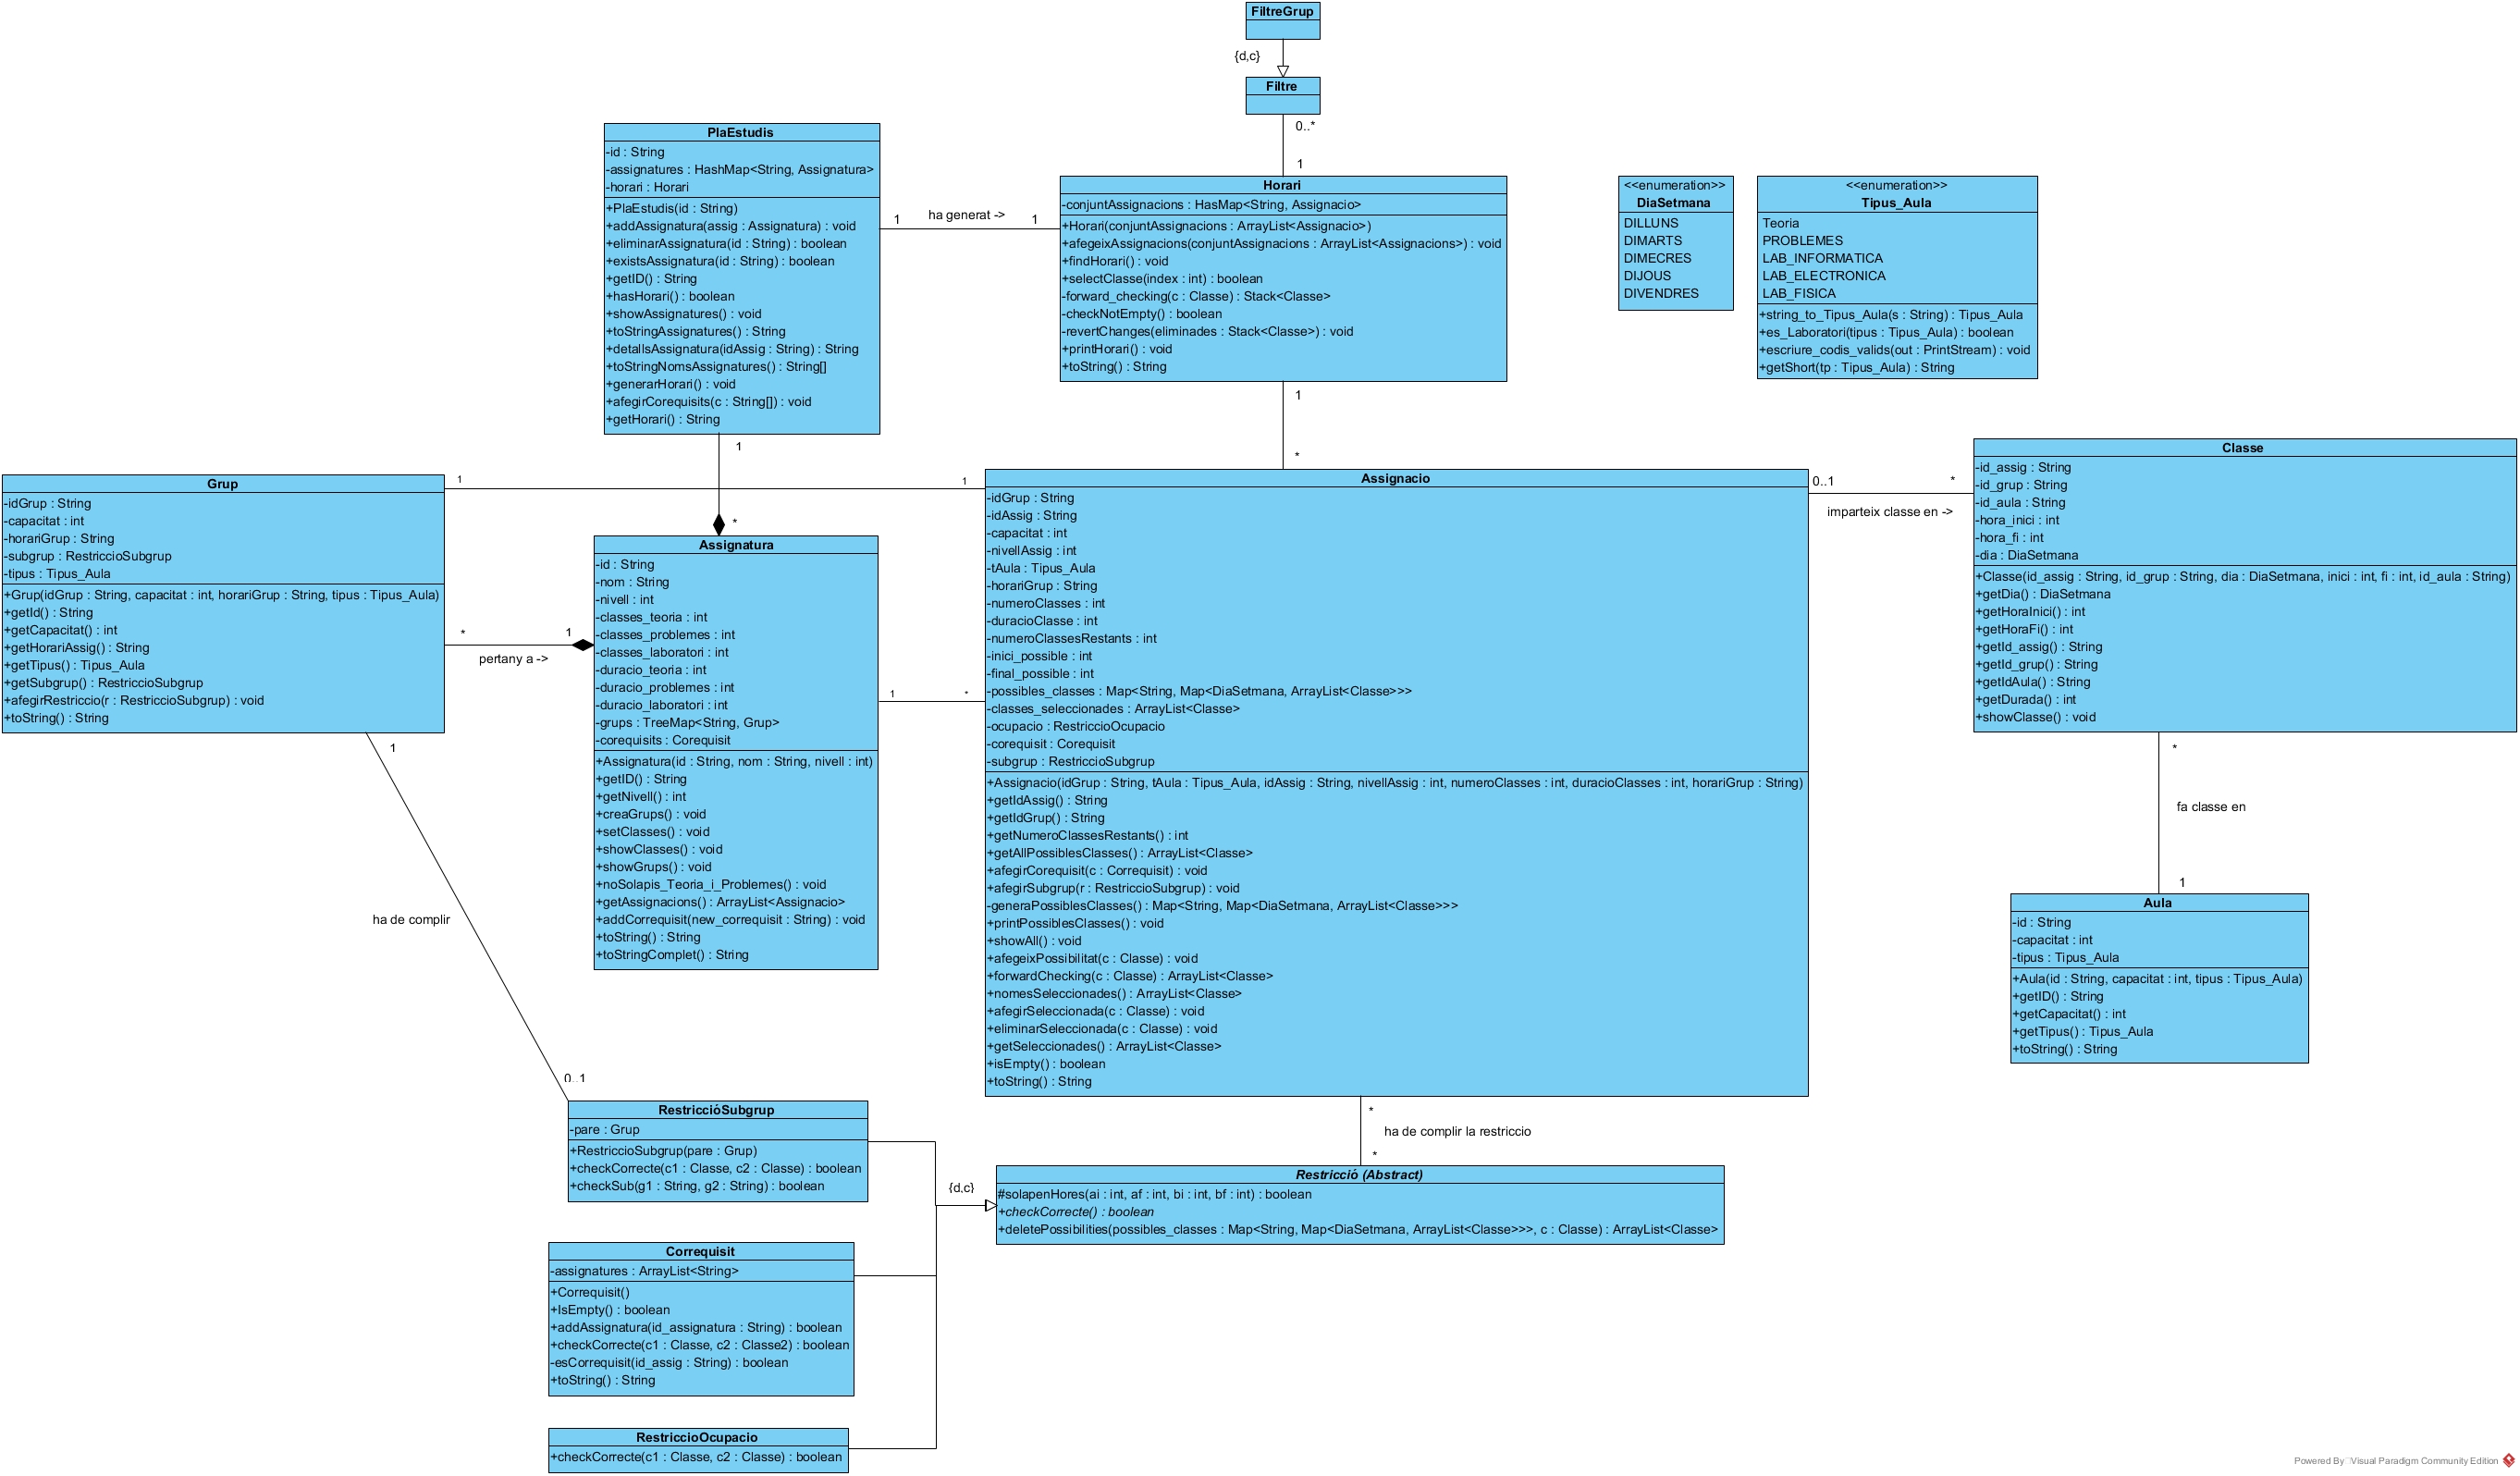 FiltreGrup
{d,c}
Filtre
0..*
1
PlaEstudis
-id : String
-assignatures : HashMap<String, Assignatura>
-horari : Horari
+PlaEstudis(id : String)
+addAssignatura(assig : Assignatura) : void
+eliminarAssignatura(id : String) : boolean
+existsAssignatura(id : String) : boolean
+getID() : String
+hasHorari() : boolean
+showAssignatures() : void
+toStringAssignatures() : String
+detallsAssignatura(idAssig : String) : String
+toStringNomsAssignatures() : String[]
+generarHorari() : void
+afegirCorequisits(c : String[]) : void
+getHorari() : String
1
ha generat ->
1
Horari
-conjuntAssignacions : HasMap<String, Assignacio>
+Horari(conjuntAssignacions : ArrayList<Assignacio>)
+afegeixAssignacions(conjuntAssignacions : ArrayList<Assignacions>) : void
+findHorari() : void
+selectClasse(index : int) : boolean
-forward_checking(c : Classe) : Stack<Classe>
-checkNotEmpty() : boolean
-revertChanges(eliminades : Stack<Classe>) : void
+printHorari() : void
+toString() : String
<<enumeration>>
DiaSetmana
DILLUNS
DIMARTS
DIMECRES
DIJOUS
DIVENDRES
<<enumeration>>
Tipus_Aula
Teoria
PROBLEMES
LAB_INFORMATICA
LAB_ELECTRONICA
LAB_FISICA
+string_to_Tipus_Aula(s : String) : Tipus_Aula
+es_Laboratori(tipus : Tipus_Aula) : boolean
+escriure_codis_valids(out : PrintStream) : void
+getShort(tp : Tipus_Aula) : String
1
*
1
*
1
1
Grup
-idGrup : String
-capacitat : int
-horariGrup : String
-subgrup : RestriccioSubgrup
-tipus : Tipus_Aula
+Grup(idGrup : String, capacitat : int, horariGrup : String, tipus : Tipus_Aula)
+getId() : String
+getCapacitat() : int
+getHorariAssig() : String
+getTipus() : Tipus_Aula
+getSubgrup() : RestriccioSubgrup
+afegirRestriccio(r : RestriccioSubgrup) : void
+toString() : String
*
1
pertany a ->
Assignatura
-id : String
-nom : String
-nivell : int
-classes_teoria : int
-classes_problemes : int
-classes_laboratori : int
-duracio_teoria : int
-duracio_problemes : int
-duracio_laboratori : int
-grups : TreeMap<String, Grup>
-corequisits : Corequisit
+Assignatura(id : String, nom : String, nivell : int)
+getID() : String
+getNivell() : int
+creaGrups() : void
+setClasses() : void
+showClasses() : void
+showGrups() : void
+noSolapis_Teoria_i_Problemes() : void
+getAssignacions() : ArrayList<Assignacio>
+addCorrequisit(new_correquisit : String) : void
+toString() : String
+toStringComplet() : String
1
*
Assignacio
-idGrup : String
-idAssig : String
-capacitat : int
-nivellAssig : int
-tAula : Tipus_Aula
-horariGrup : String
-numeroClasses : int
-duracioClasse : int
-numeroClassesRestants : int
-inici_possible : int
-final_possible : int
-possibles_classes : Map<String, Map<DiaSetmana, ArrayList<Classe>>>
-classes_seleccionades : ArrayList<Classe>
-ocupacio : RestriccioOcupacio
-corequisit : Corequisit
-subgrup : RestriccioSubgrup
+Assignacio(idGrup : String, tAula : Tipus_Aula, idAssig : String, nivellAssig : int, numeroClasses : int, duracioClasses : int, horariGrup : String)
+getIdAssig() : String
+getIdGrup() : String
+getNumeroClassesRestants() : int
+getAllPossiblesClasses() : ArrayList<Classe>
+afegirCorequisit(c : Correquisit) : void
+afegirSubgrup(r : RestriccioSubgrup) : void
-generaPossiblesClasses() : Map<String, Map<DiaSetmana, ArrayList<Classe>>>
+printPossiblesClasses() : void
+showAll() : void
+afegeixPossibilitat(c : Classe) : void
+forwardChecking(c : Classe) : ArrayList<Classe>
+nomesSeleccionades() : ArrayList<Classe>
+afegirSeleccionada(c : Classe) : void
+eliminarSeleccionada(c : Classe) : void
+getSeleccionades() : ArrayList<Classe>
+isEmpty() : boolean
+toString() : String
0..1
*
imparteix classe en ->
Classe
-id_assig : String
-id_grup : String
-id_aula : String
-hora_inici : int
-hora_fi : int
-dia : DiaSetmana
+Classe(id_assig : String, id_grup : String, dia : DiaSetmana, inici : int, fi : int, id_aula : String)
+getDia() : DiaSetmana
+getHoraInici() : int
+getHoraFi() : int
+getId_assig() : String
+getId_grup() : String
+getIdAula() : String
+getDurada() : int
+showClasse() : void
*
fa classe en
1
Aula
-id : String
-capacitat : int
-tipus : Tipus_Aula
+Aula(id : String, capacitat : int, tipus : Tipus_Aula)
+getID() : String
+getCapacitat() : int
+getTipus() : Tipus_Aula
+toString() : String
1
ha de complir
0..1
RestriccióSubgrup
-pare : Grup
+RestriccioSubgrup(pare : Grup)
+checkCorrecte(c1 : Classe, c2 : Classe) : boolean
+checkSub(g1 : String, g2 : String) : boolean
*
ha de complir la restriccio
*
{d,c}
Restricció (Abstract)
#solapenHores(ai : int, af : int, bi : int, bf : int) : boolean
+checkCorrecte() : boolean
+deletePossibilities(possibles_classes : Map<String, Map<DiaSetmana, ArrayList<Classe>>>, c : Classe) : ArrayList<Classe>
Correquisit
-assignatures : ArrayList<String>
+Correquisit()
+IsEmpty() : boolean
+addAssignatura(id_assignatura : String) : boolean
+checkCorrecte(c1 : Classe, c2 : Classe2) : boolean
-esCorrequisit(id_assig : String) : boolean
+toString() : String
RestriccioOcupacio
+checkCorrecte(c1 : Classe, c2 : Classe) : boolean
Powered By Visual Paradigm Community Edition